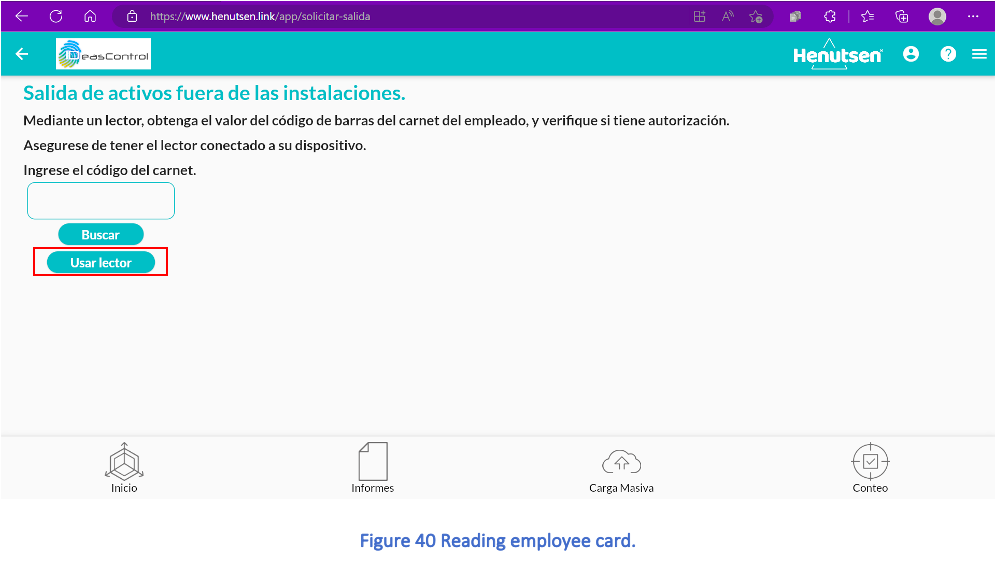 https://www.henutsen.link/app/solicitar-salida
IDeasControl
Henutsen
Salida de activos fuera de las instalaciones.
Mediante un lector, obtenga el valor del código de barras del carnet del empleado, y verifique si tiene autorización.
Asegurese de tener el lector conectado a su dispositivo.
Ingrese el código del carnet.
Buscar
Usar lector
Inicio
Informes
Carga Masiva
Conteo
Figure 40 Reading employee card.